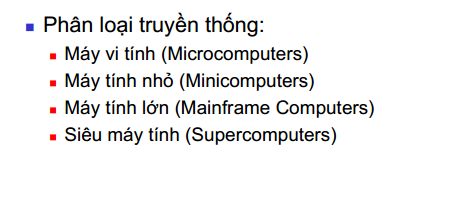 Phân loại truyền thống:
Máy vi tính (Microcomputers)
Máy tính nhỏ (Minicomputers)
Máy tính lớn (Mainframe Computers)
Siêu máy tính (Supercomputers)